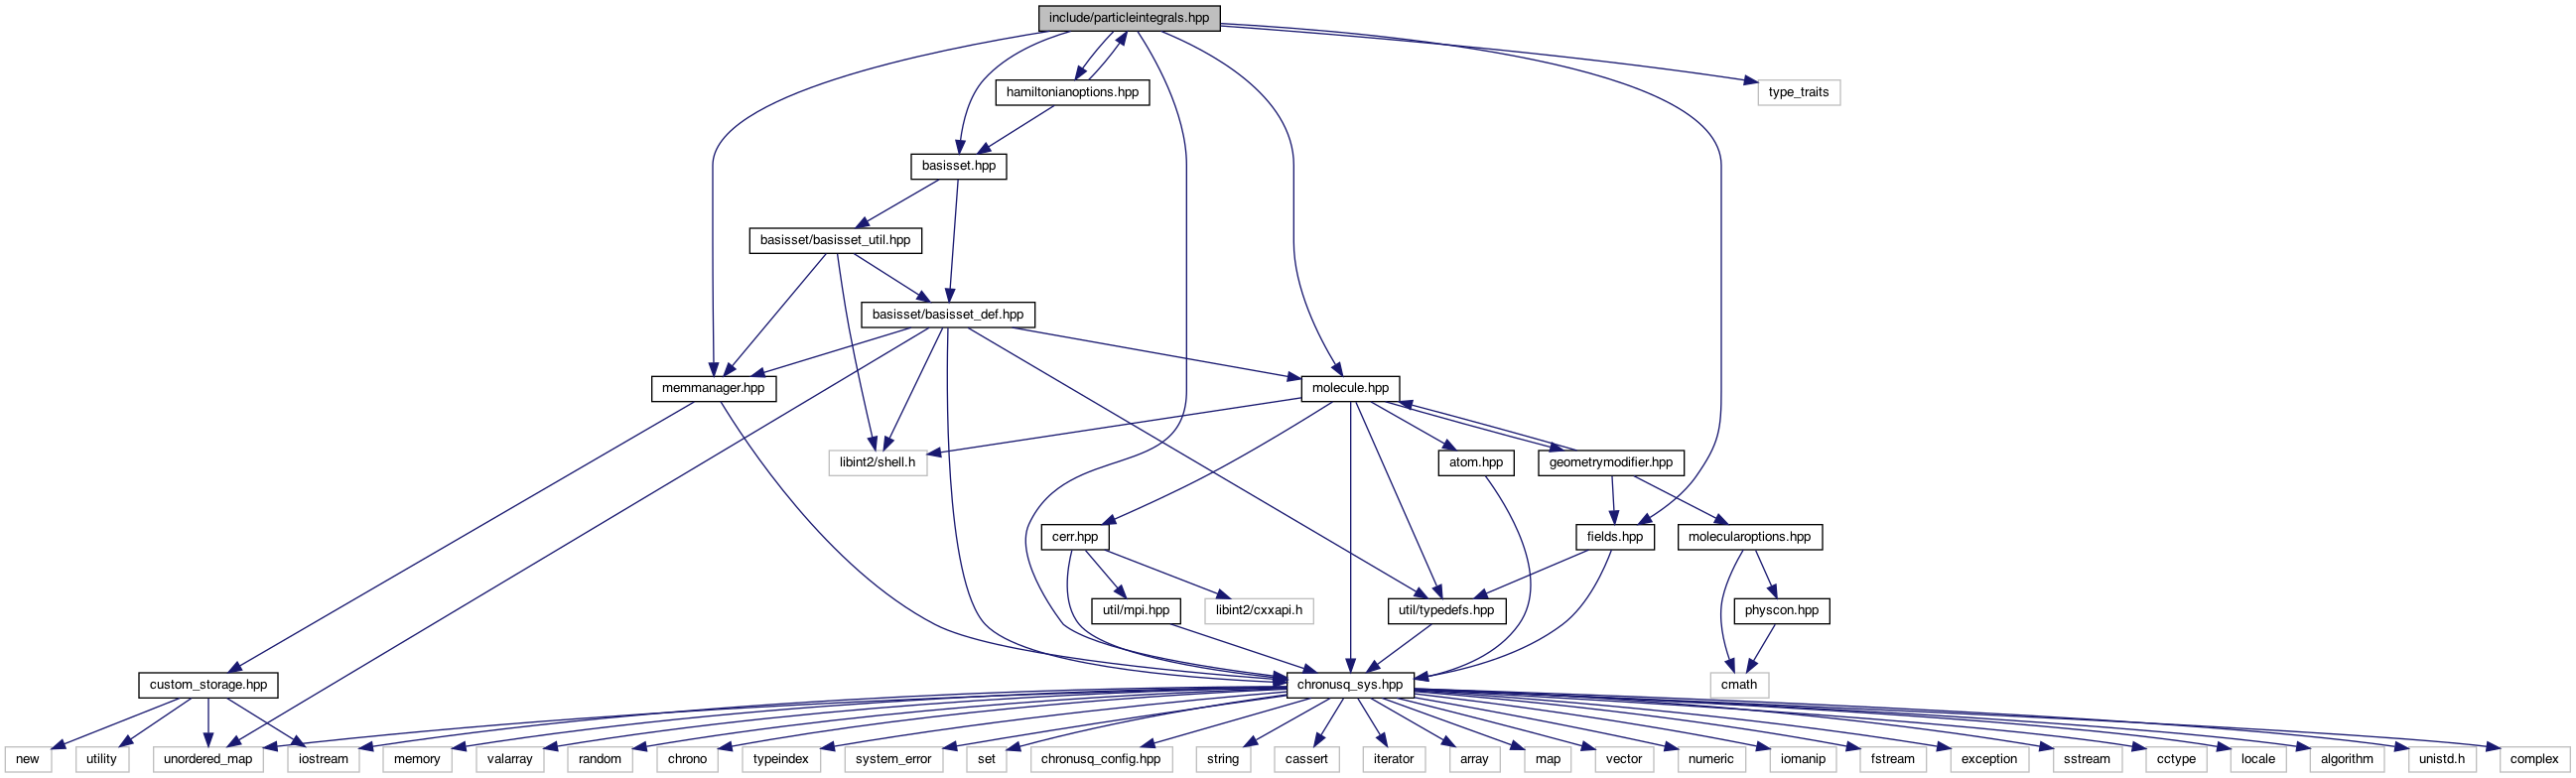 include/particleintegrals.hpp
hamiltonianoptions.hpp
type_traits
basisset.hpp
basisset/basisset_util.hpp
basisset/basisset_def.hpp
memmanager.hpp
molecule.hpp
libint2/shell.h
atom.hpp
geometrymodifier.hpp
cerr.hpp
fields.hpp
molecularoptions.hpp
util/mpi.hpp
libint2/cxxapi.h
util/typedefs.hpp
physcon.hpp
custom_storage.hpp
chronusq_sys.hpp
cmath
new
utility
unordered_map
iostream
memory
valarray
random
chrono
typeindex
system_error
set
chronusq_config.hpp
string
cassert
iterator
array
map
vector
numeric
iomanip
fstream
exception
sstream
cctype
locale
algorithm
unistd.h
complex